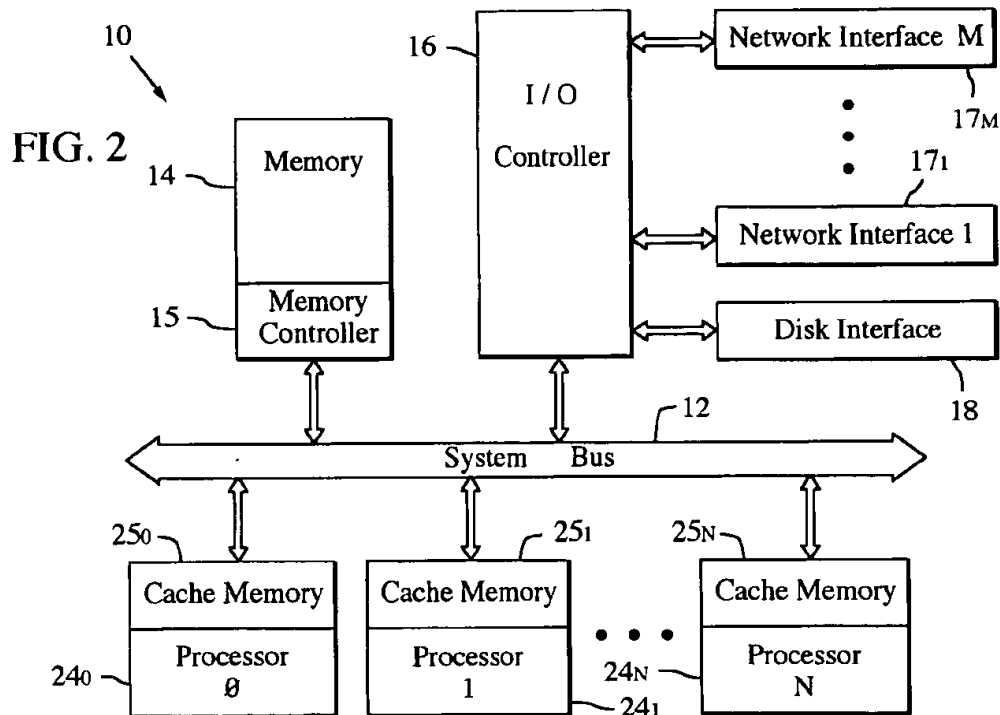 10
FIG. 2
14
Memory
15
Memory
Controller
16
I / O
Controller
Network Interface M
17M
171
Network Interface 1
Disk Interface
18
12
System Bus
250
Cache Memory
240
Processor
0
251
Cache Memory
Processor
1
241
25N
Cache Memory
24N
Processor
N